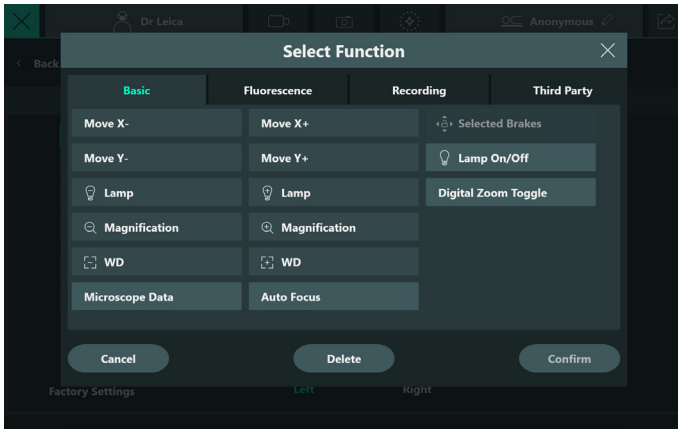 Dr Leica
Anonymous
Back
Select Function
Basic
Fluorescence
Recording
Third Party
Move X-
Move X+
Selected Brakes
Move Y-
Move Y+
Lamp On/Off
Lamp
Lamp
Digital Zoom Toggle
Magnification
Magnification
WD
WD
Microscope Data
Auto Focus
Cancel
Delete
Confirm
Factory Settings
Left
Right